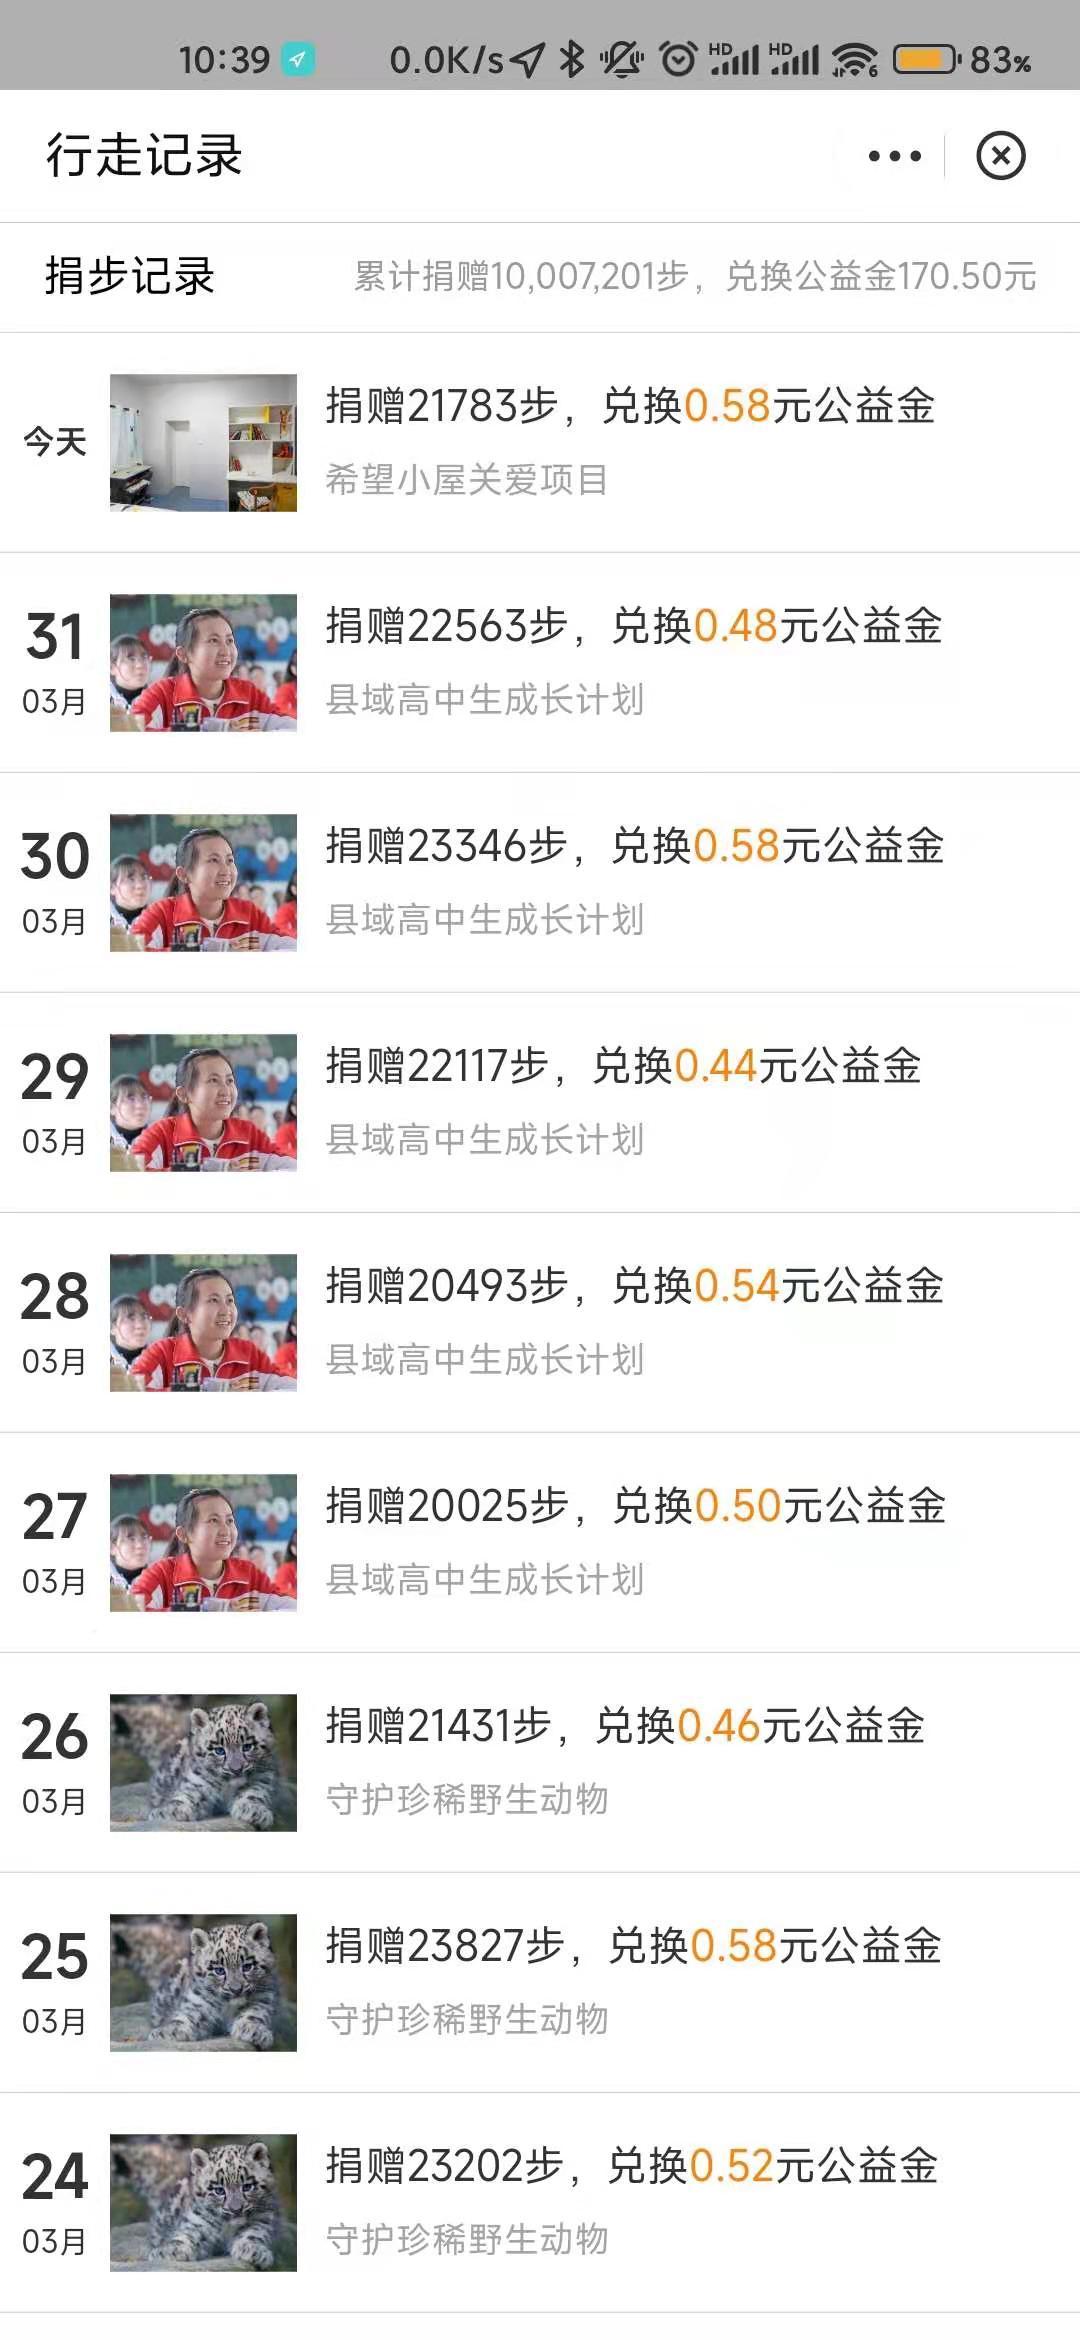 10:39 0.0K/s HD HD 6 83%
行走记录
捐步记录 累计捐赠10,007,201步，兑换公益金170.50元
今天
捐赠21783步，兑换0.58元公益金
希望小屋关爱项目
31
03月
捐赠22563步，兑换0.48元公益金
县域高中生成长计划
30
03月
捐赠23346步，兑换0.58元公益金
县域高中生成长计划
29
03月
捐赠22117步，兑换0.44元公益金
县域高中生成长计划
28
03月
捐赠20493步，兑换0.54元公益金
县域高中生成长计划
27
03月
捐赠20025步，兑换0.50元公益金
县域高中生成长计划
26
03月
捐赠21431步，兑换0.46元公益金
守护珍稀野生动物
25
03月
捐赠23827步，兑换0.58元公益金
守护珍稀野生动物
24
03月
捐赠23202步，兑换0.52元公益金
守护珍稀野生动物